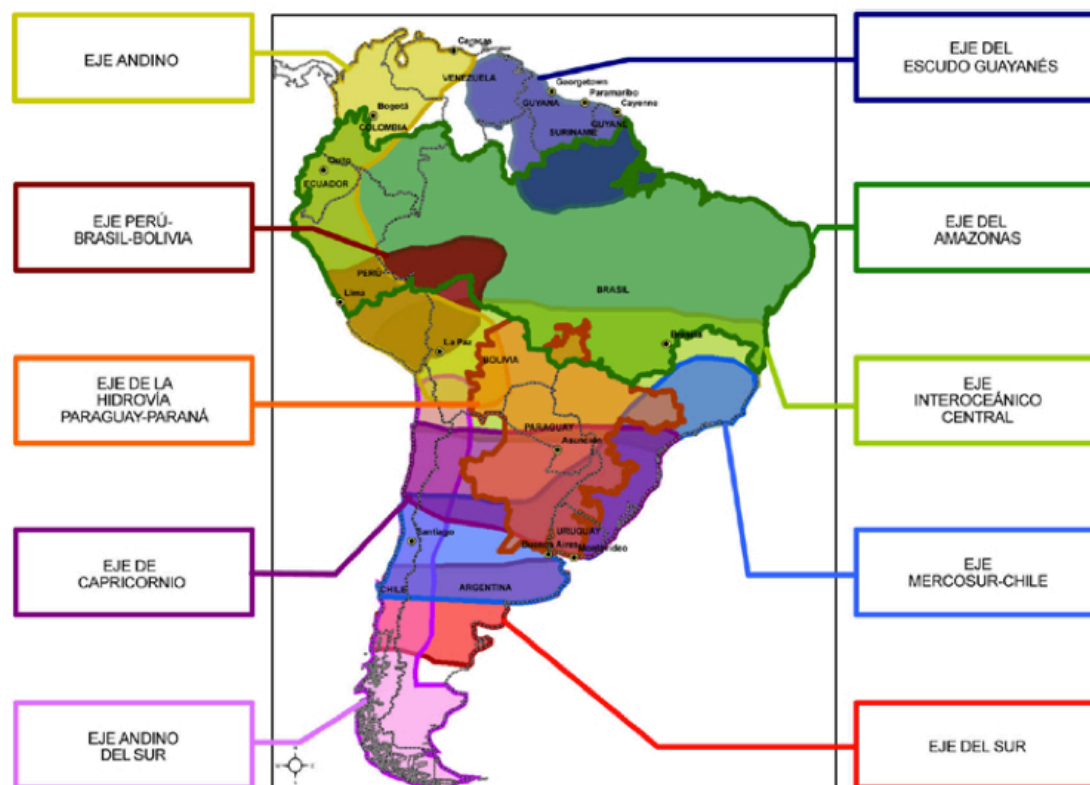 EJE ANDINO
EJE PERÚ-
BRASIL-BOLIVIA
EJE DE LA
HIDROVÍA
PARAGUAY-PARANÁ
EJE DE
CAPRICORNIO
EJE ANDINO
DEL SUR
Caracas
VENEZUELA
Georgetown
Paramaribo
GUYANA
Cayenne
Bogotá
COLOMBIA
SURINAME
GUYANE
Quito
ECUADOR
PERÚ
BRASIL
Lima
La Paz
BOLIVIA
Brasilia
PARAGUAY
Asunción
Santiago
URUGUAY
Buenos Aires
Montevideo
CHILE
ARGENTINA
EJE DEL
ESCUDO GUAYANÉS
EJE DEL
AMAZONAS
EJE
INTEROCEÁNICO
CENTRAL
EJE
MERCOSUR-CHILE
EJE DEL SUR